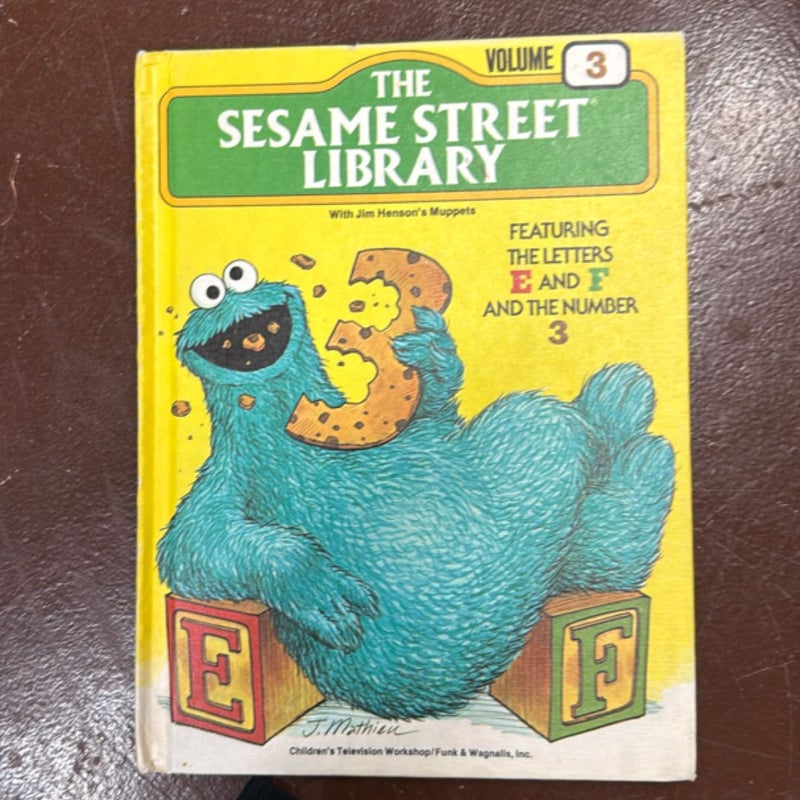 VOLUME 3
THE
SESAME STREET®
LIBRARY
With Jim Henson's Muppets
FEATURING
THE LETTERS
E AND F
AND THE NUMBER
3
3
E
F
J. Mathieu
Children's Television Workshop/Funk & Wagnalls, Inc.